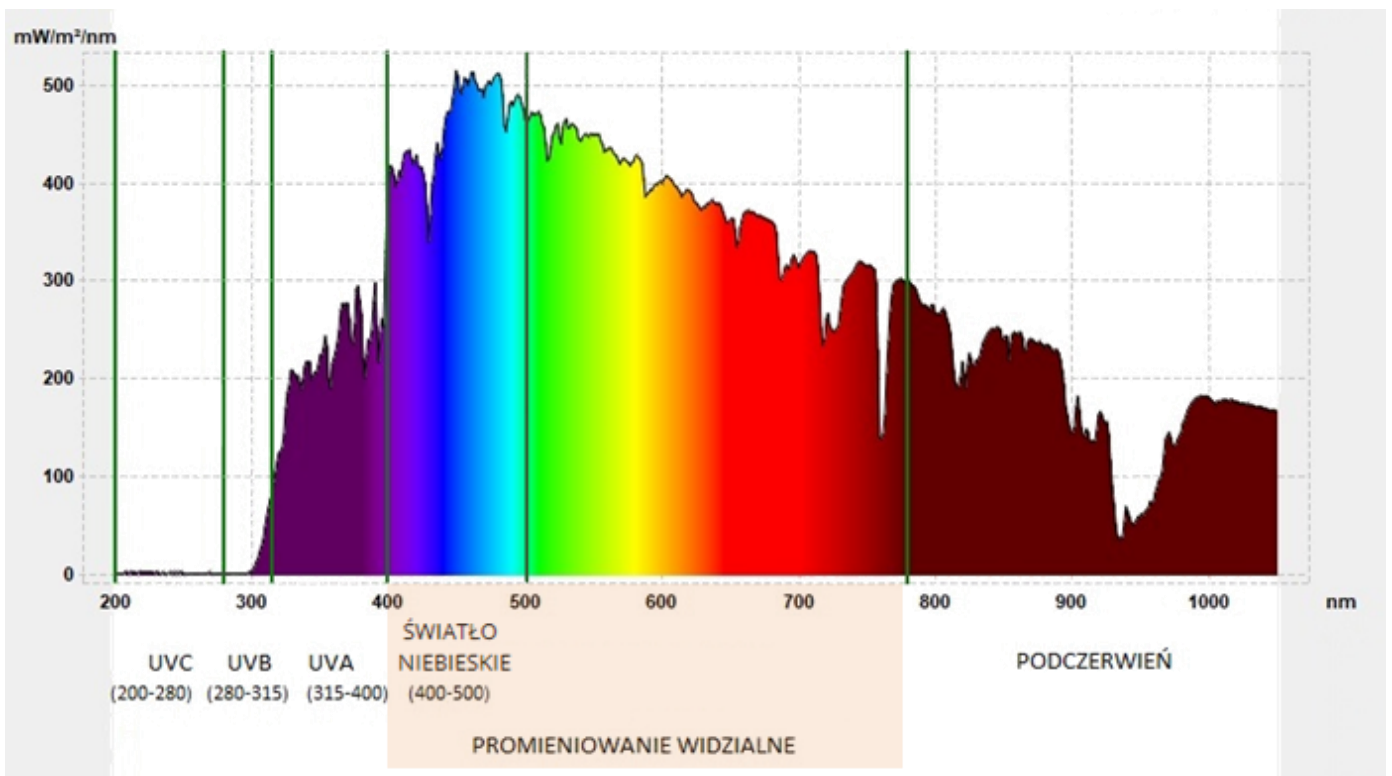 mW/m²/nm
500
400
300
200
100
0
200 300 400 500 600 700 800 900 1000 nm
ŚWIATŁO
UVC UVB UVA NIEBIESKIE PODCZERWIEŃ
(200-280) (280-315) (315-400) (400-500)
PROMIENIOWANIE WIDZIALNE